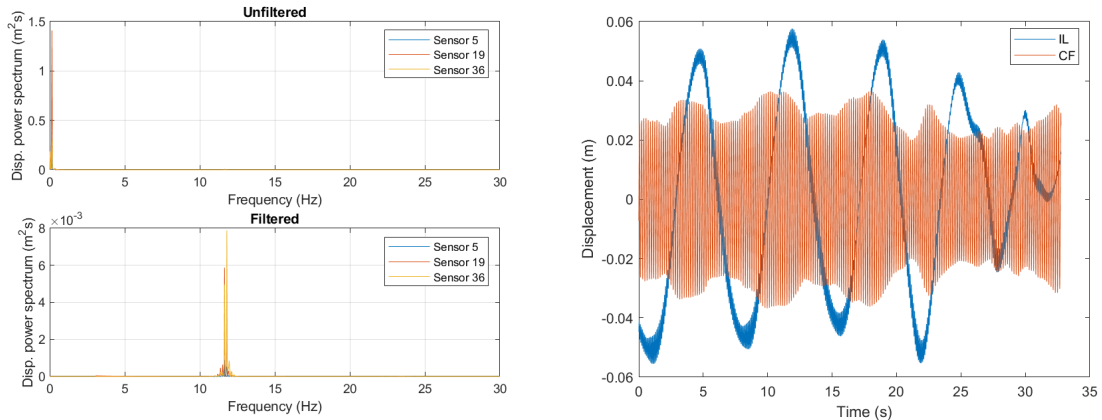 Unfiltered
Disp. power spectrum (m²s)
1.5
1
0.5
0
Sensor 5
Sensor 19
Sensor 36
0 5 10 15 20 25 30
Frequency (Hz)
Filtered
×10⁻³
Disp. power spectrum (m²s)
8
6
4
2
0
Sensor 5
Sensor 19
Sensor 36
0 5 10 15 20 25 30
Frequency (Hz)
Displacement (m)
0.06
0.04
0.02
0
-0.02
-0.04
-0.06
IL
CF
0 5 10 15 20 25 30 35
Time (s)